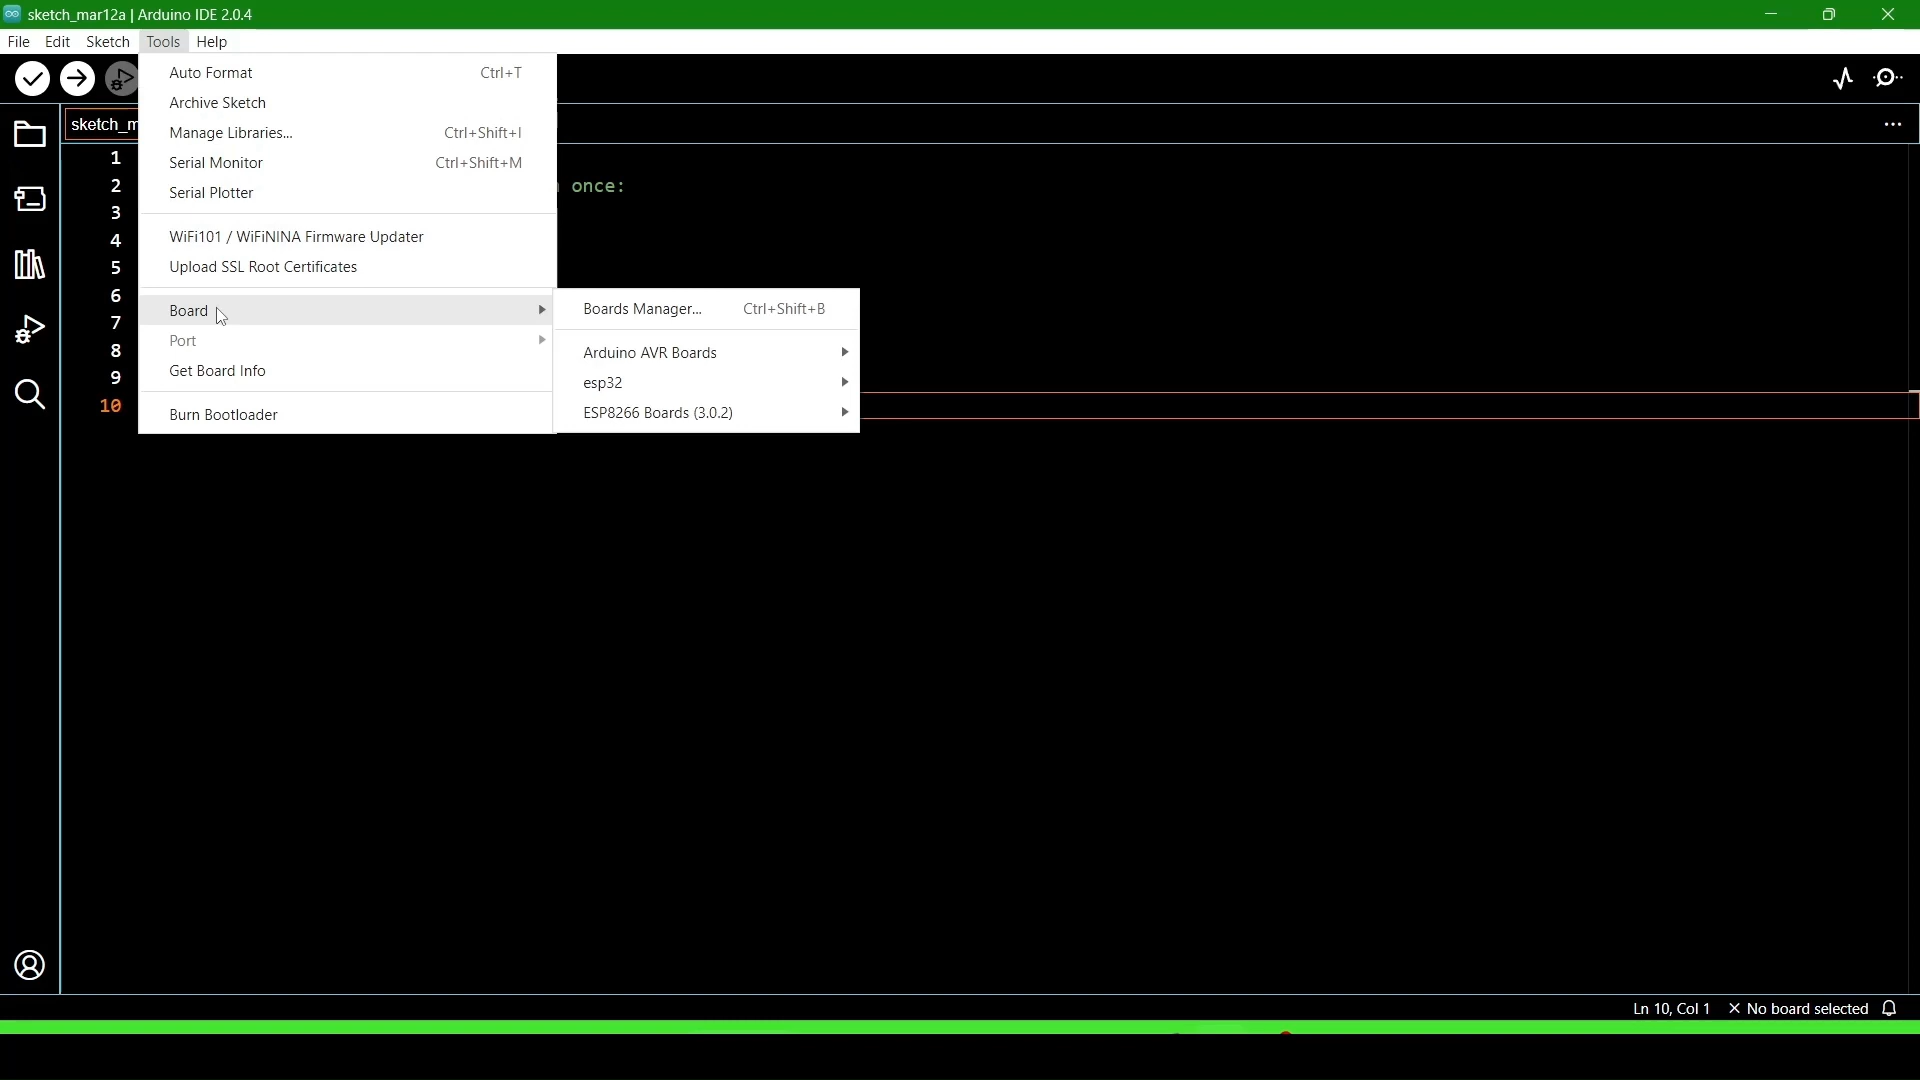 sketch_mar12a | Arduino IDE 2.0.4
File Edit Sketch Tools Help
sketch_m
Auto Format Ctrl+T
Archive Sketch
Manage Libraries... Ctrl+Shift+I
Serial Monitor Ctrl+Shift+M
Serial Plotter
WiFi101 / WiFiNINA Firmware Updater
Upload SSL Root Certificates
Board
Port
Get Board Info
Burn Bootloader
Boards Manager... Ctrl+Shift+B
Arduino AVR Boards
esp32
ESP8266 Boards (3.0.2)
1
2 once:
3
4
5
6
7
8
9
10
Ln 10, Col 1 No board selected